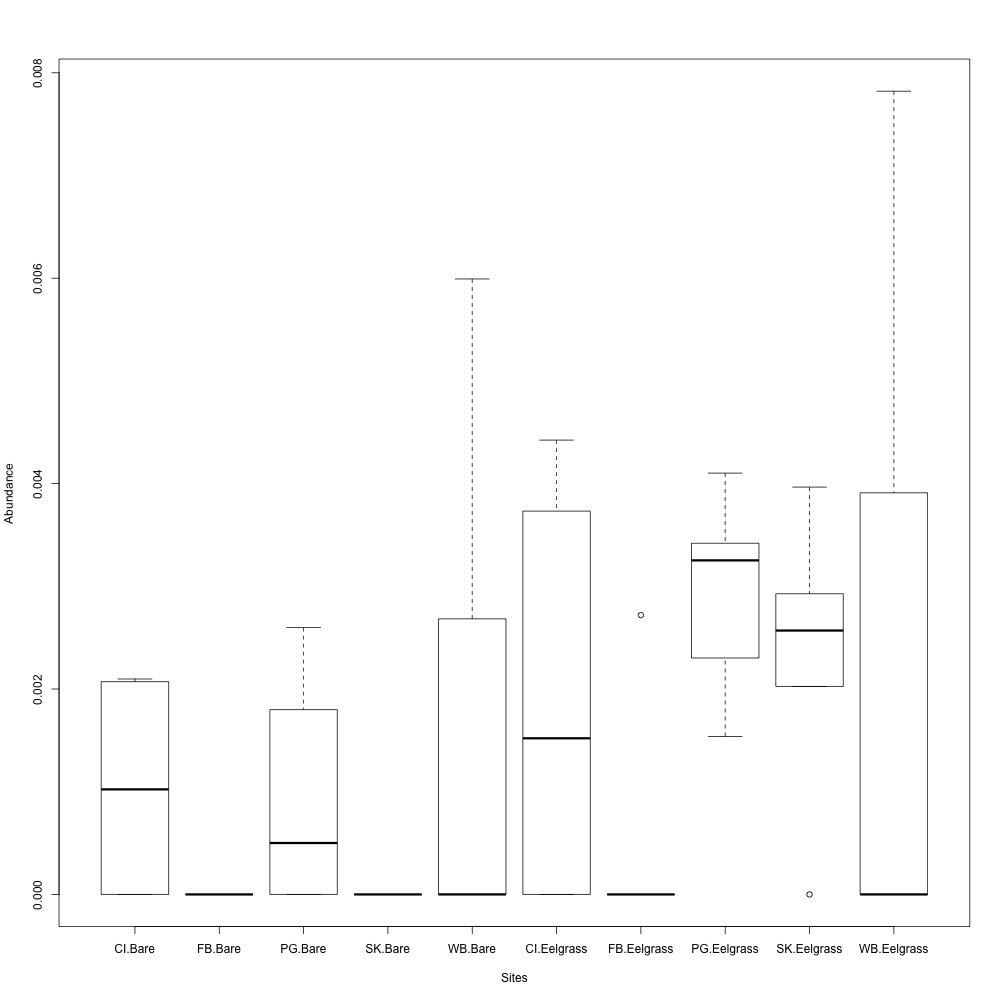 0.008
0.006
0.004
0.002
0.000
Abundance
CI.Bare
FB.Bare
PG.Bare
SK.Bare
WB.Bare
CI.Eelgrass
FB.Eelgrass
PG.Eelgrass
SK.Eelgrass
WB.Eelgrass
Sites